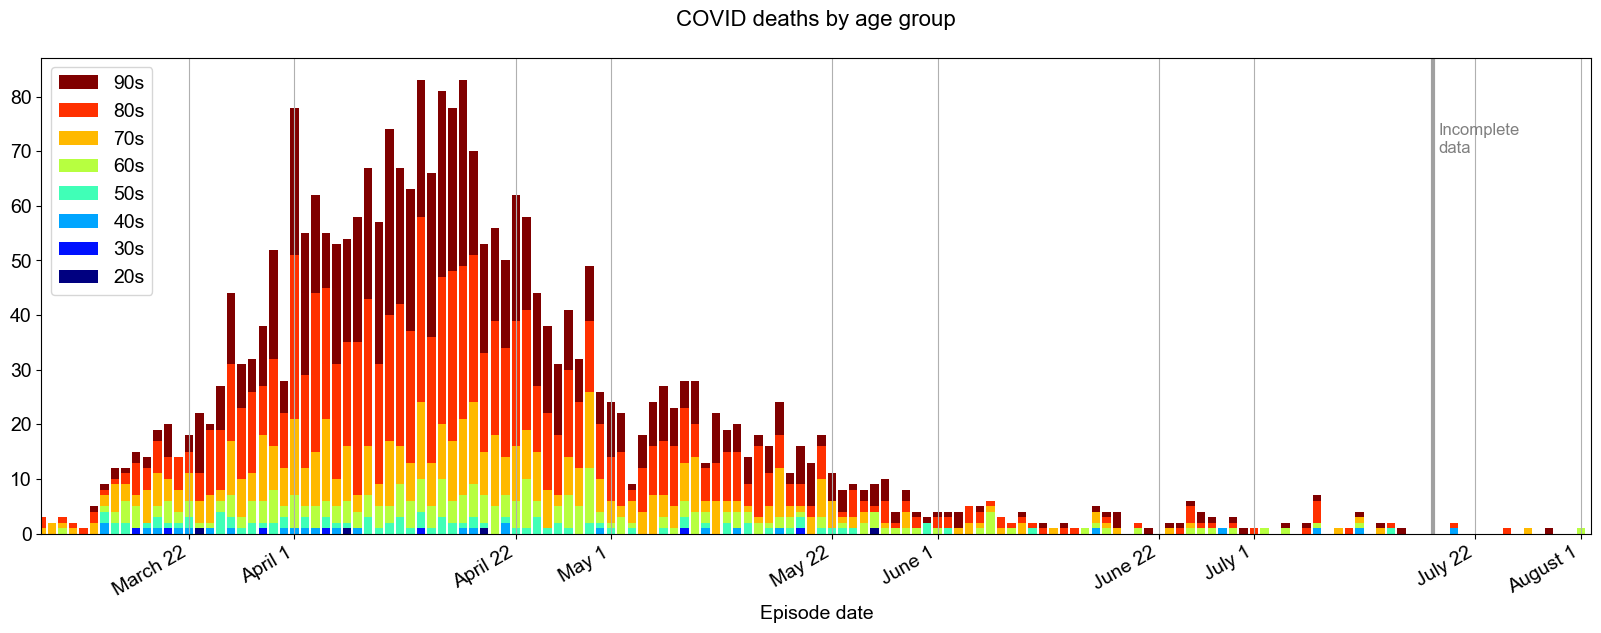 COVID deaths by age group
90s
80s
70s
60s
50s
40s
30s
20s
80
70
60
50
40
30
20
10
0
Incomplete
data
March 22
April 1
April 22
May 1
May 22
June 1
June 22
July 1
July 22
August 1
Episode date